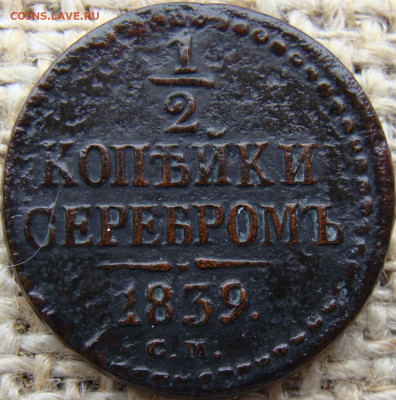 COINS.LAVE.RU
1
2
КОПѢЙКИ
СЕРЕБРОМЪ
1839.
С.М.